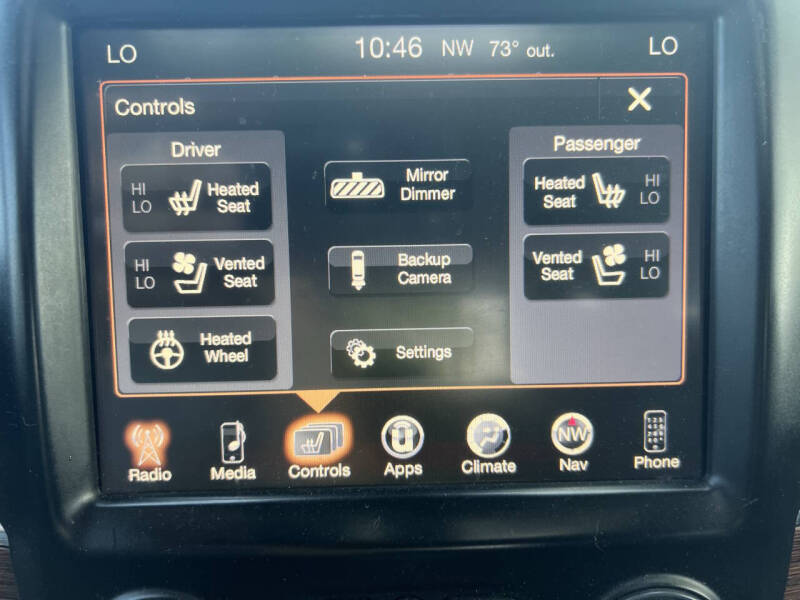 LO 10:46 NW 73° out. LO
Controls
Driver
HI
LO
Heated
Seat
HI
LO
Vented
Seat
Heated
Wheel
Mirror
Dimmer
Backup
Camera
Settings
Passenger
Heated
Seat
HI
LO
Vented
Seat
HI
LO
Radio
Media
Controls
Apps
Climate
NW
Nav
Phone